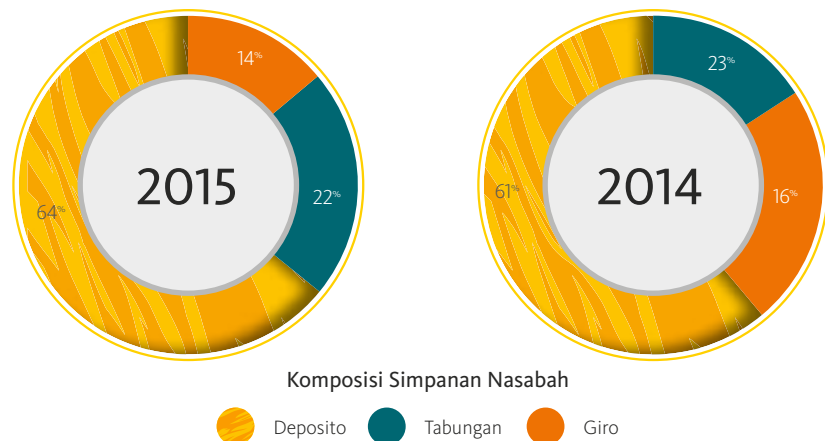 14%
23%
2015
2014
64%
22%
61%
16%
Komposisi Simpanan Nasabah
Deposito
Tabungan
Giro